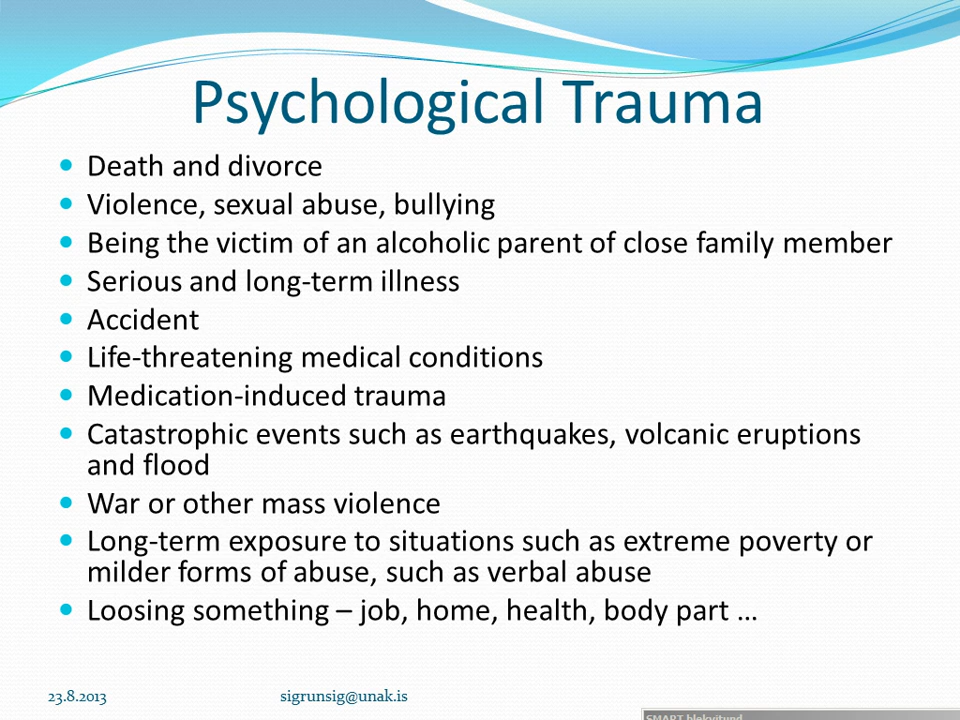 Psychological Trauma
• Death and divorce
• Violence, sexual abuse, bullying
• Being the victim of an alcoholic parent of close family member
• Serious and long-term illness
• Accident
• Life-threatening medical conditions
• Medication-induced trauma
• Catastrophic events such as earthquakes, volcanic eruptions
and flood
• War or other mass violence
• Long-term exposure to situations such as extreme poverty or
milder forms of abuse, such as verbal abuse
• Loosing something – job, home, health, body part …
23.8.2013
sigrunsig@unak.is
SMART